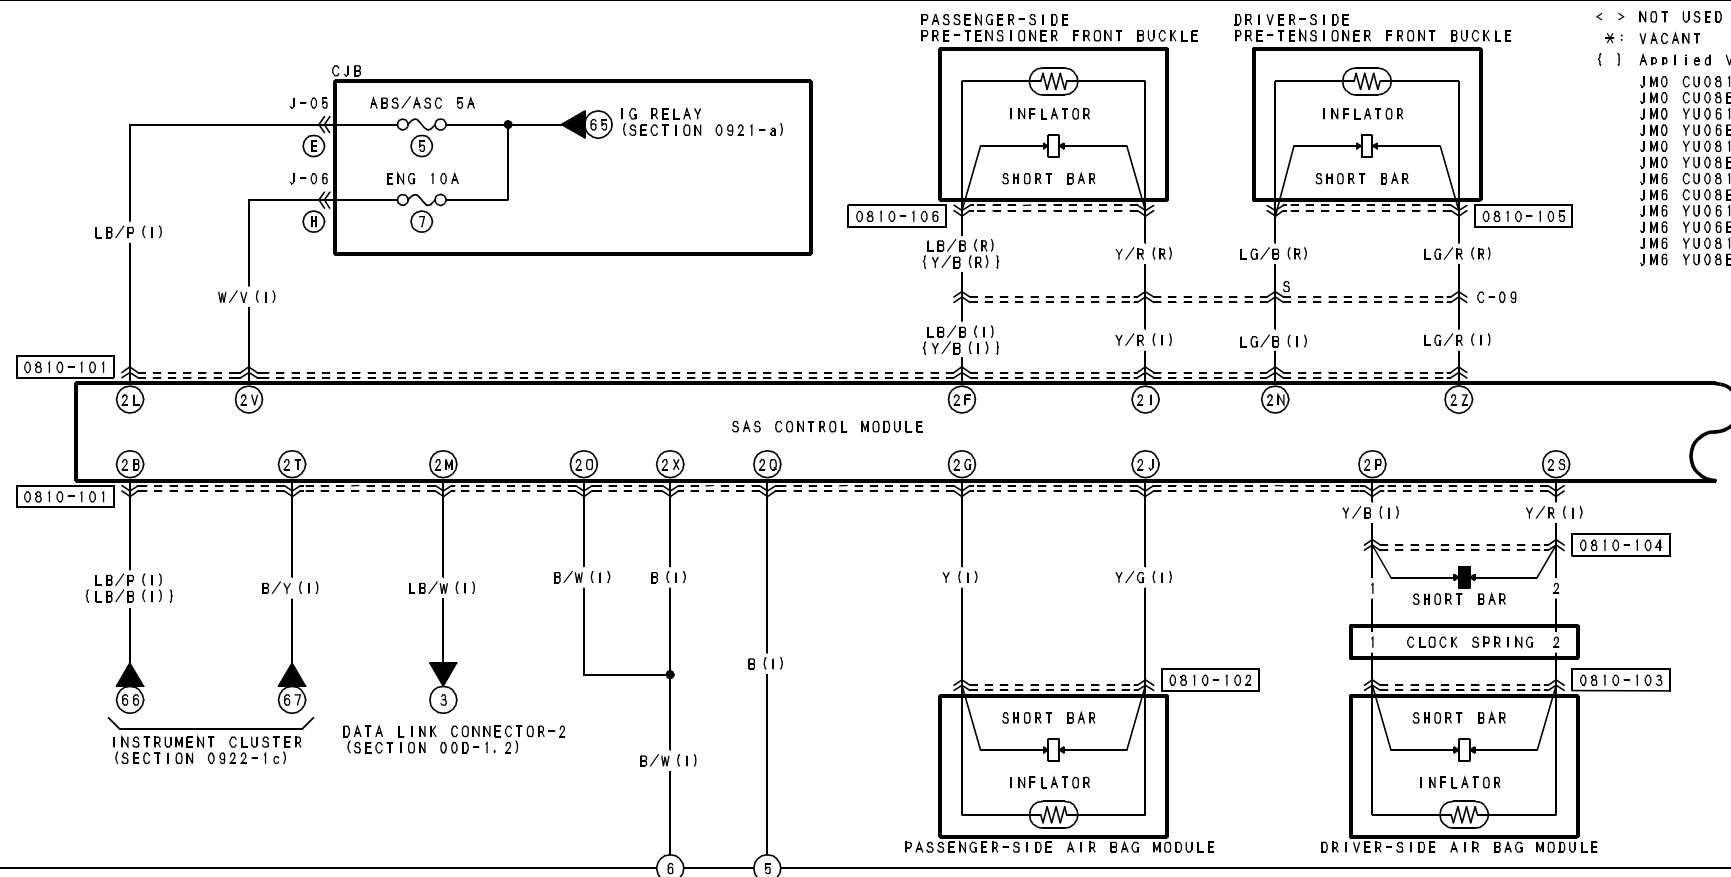 PASSENGER-SIDE
PRE-TENSIONER FRONT BUCKLE
DRIVER-SIDE
PRE-TENSIONER FRONT BUCKLE
< > NOT USED
*: VACANT
{ } Applied V
JM0 CU081
JM0 CU08E
JM0 YU061
JM0 YU06E
JM0 YU081
JM0 YU08E
JM6 CU081
JM6 CU08E
JM6 YU061
JM6 YU06E
JM6 YU081
JM6 YU08E
CJB
J-05
ABS/ASC 5A
65
IG RELAY
(SECTION 0921-a)
E
5
J-06
ENG 10A
H
7
INFLATOR
SHORT BAR
INFLATOR
SHORT BAR
0810-106
0810-105
LB/P(I)
W/V(I)
LB/B(R)
{Y/B(R)}
Y/R(R)
LG/B(R)
LG/R(R)
S
C-09
LB/B(I)
{Y/B(I)}
Y/R(I)
LG/B(I)
LG/R(I)
0810-101
2L
2V
2F
2I
2N
2Z
SAS CONTROL MODULE
2B
2T
2M
2O
2X
2Q
2G
2J
2P
2S
0810-101
Y/B(I)
Y/R(I)
0810-104
LB/P(I)
{LB/B(I)}
B/Y(I)
LB/W(I)
B/W(I)
B(I)
Y(I)
Y/G(I)
1
SHORT BAR
2
1
CLOCK SPRING
2
B(I)
0810-102
0810-103
66
67
3
INSTRUMENT CLUSTER
(SECTION 0922-1c)
DATA LINK CONNECTOR-2
(SECTION 00D-1.2)
B/W(I)
SHORT BAR
INFLATOR
SHORT BAR
INFLATOR
PASSENGER-SIDE AIR BAG MODULE
DRIVER-SIDE AIR BAG MODULE
6
5